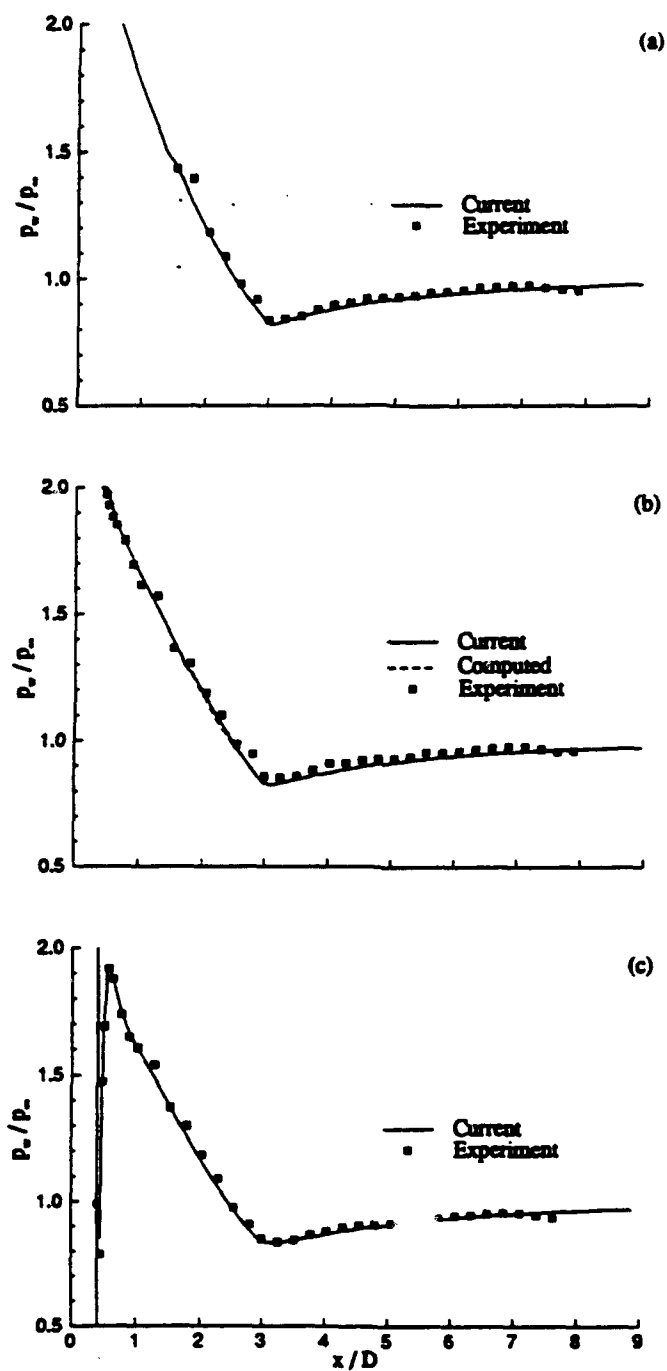 (a)
2.0
1.5
1.0
0.5
p_w / p_∞
Current
Experiment
(b)
2.0
1.5
1.0
0.5
p_w / p_∞
Current
Computed
Experiment
(c)
2.0
1.5
1.0
0.5
p_w / p_∞
Current
Experiment
0 1 2 3 4 5 6 7 8 9
x / D